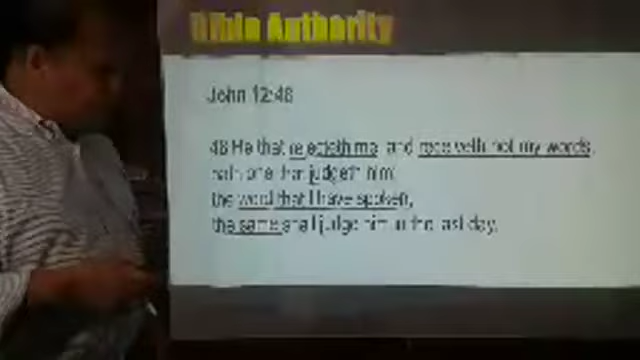 Bible Authority
John 12:48
48 He that rejecteth me, and receiveth not my words,
hath one that judgeth him:
the word that I have spoken,
the same shall judge him in the last day.